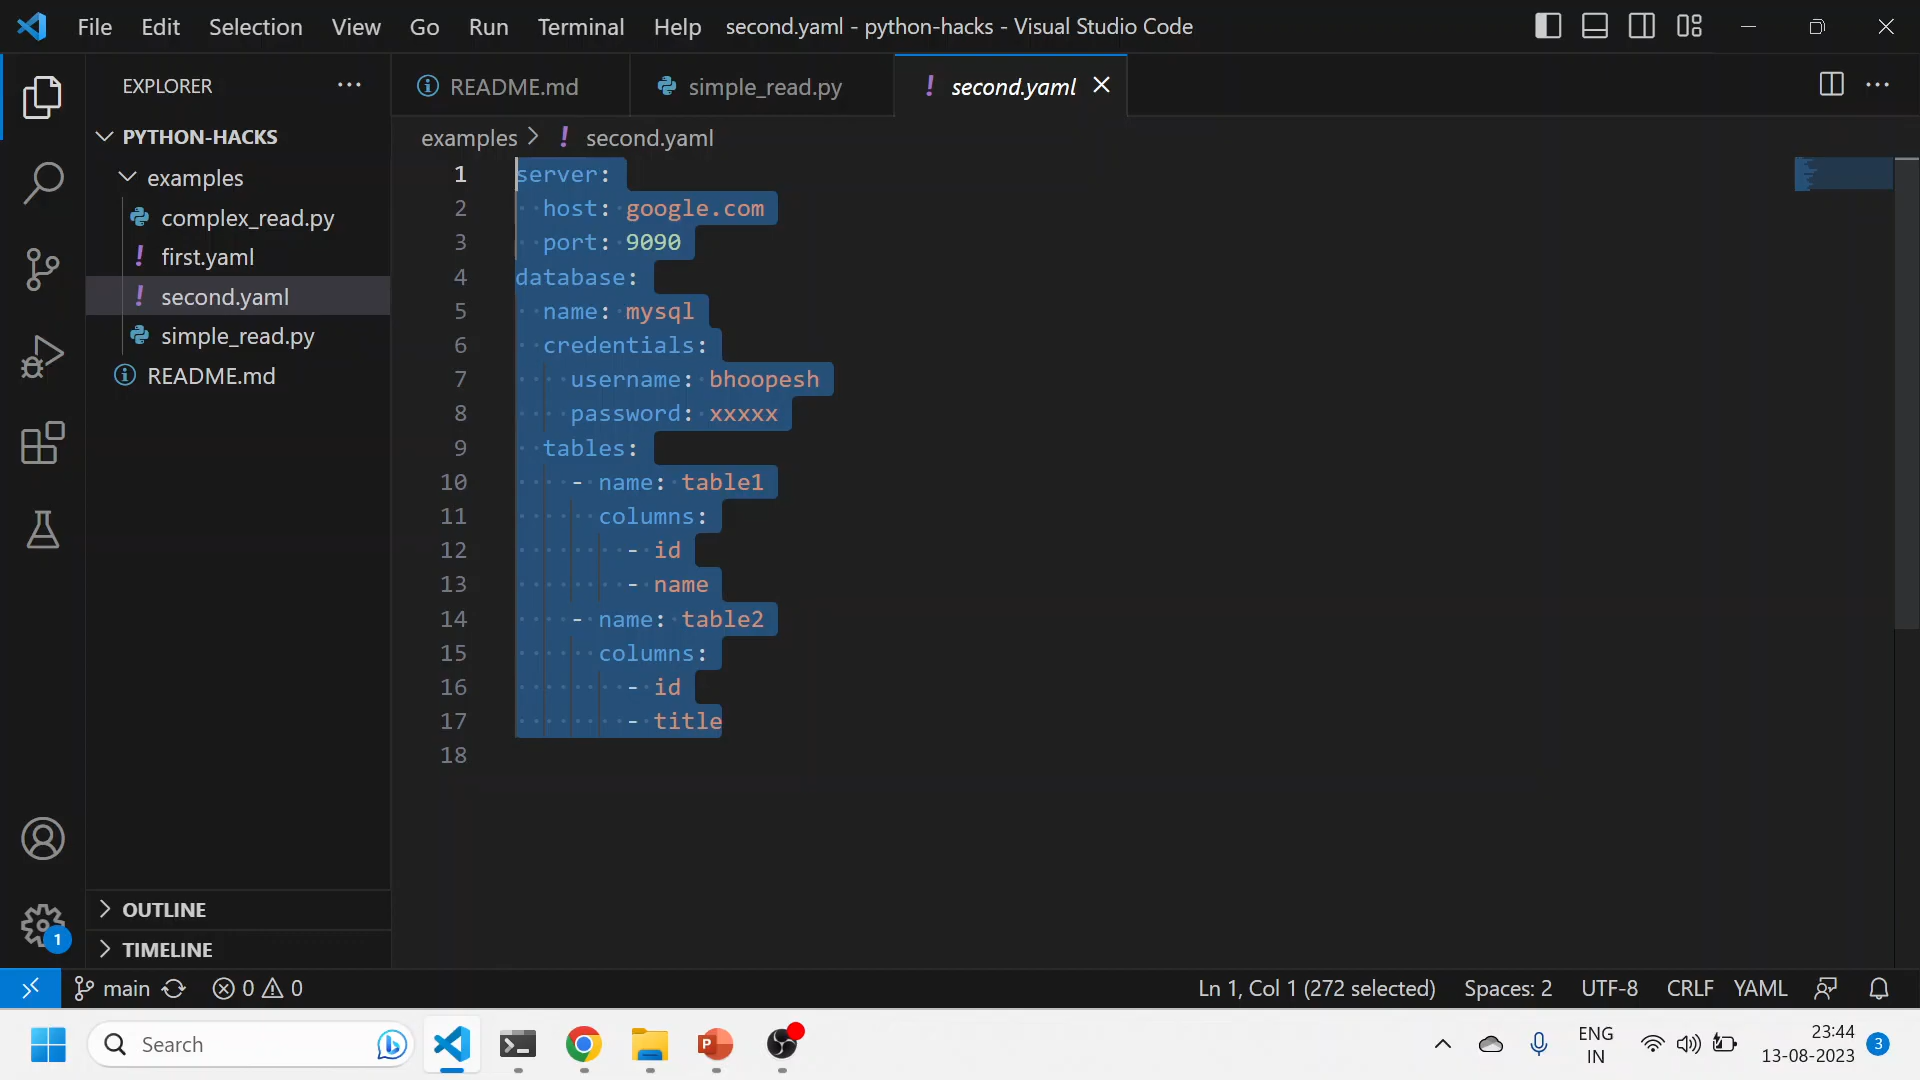 File Edit Selection View Go Run Terminal Help second.yaml - python-hacks - Visual Studio Code
EXPLORER
README.md
simple_read.py
! second.yaml
PYTHON-HACKS
examples
complex_read.py
! first.yaml
! second.yaml
simple_read.py
README.md
OUTLINE
TIMELINE
examples > ! second.yaml
1 server:
2   host: google.com
3   port: 9090
4 database:
5   name: mysql
6   credentials:
7     username: bhoopesh
8     password: xxxxx
9   tables:
10     - name: table1
11       columns:
12         - id
13         - name
14     - name: table2
15       columns:
16         - id
17         - title
18
1
main 0 0 Ln 1, Col 1 (272 selected) Spaces: 2 UTF-8 CRLF YAML
Search
ENG
IN
23:44
13-08-2023
3